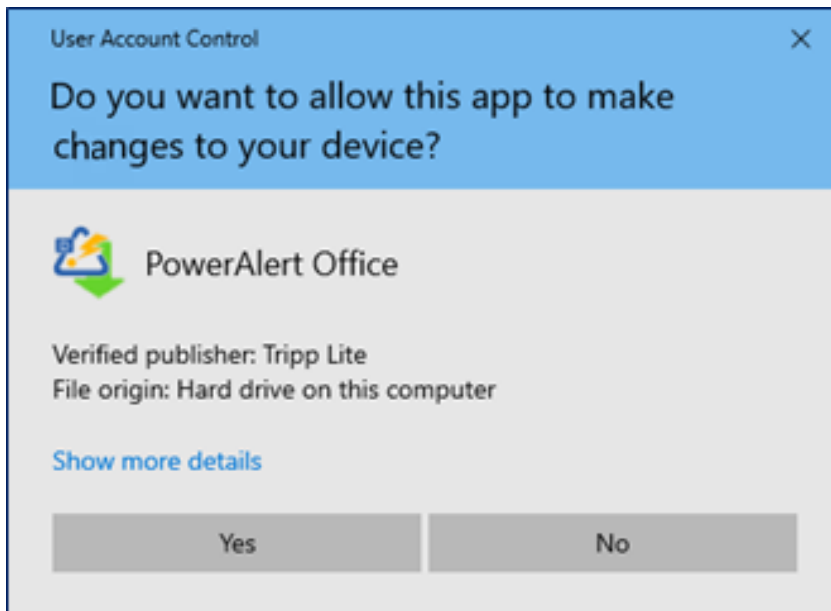 User Account Control
Do you want to allow this app to make
changes to your device?
PowerAlert Office
Verified publisher: Tripp Lite
File origin: Hard drive on this computer
Show more details
Yes
No